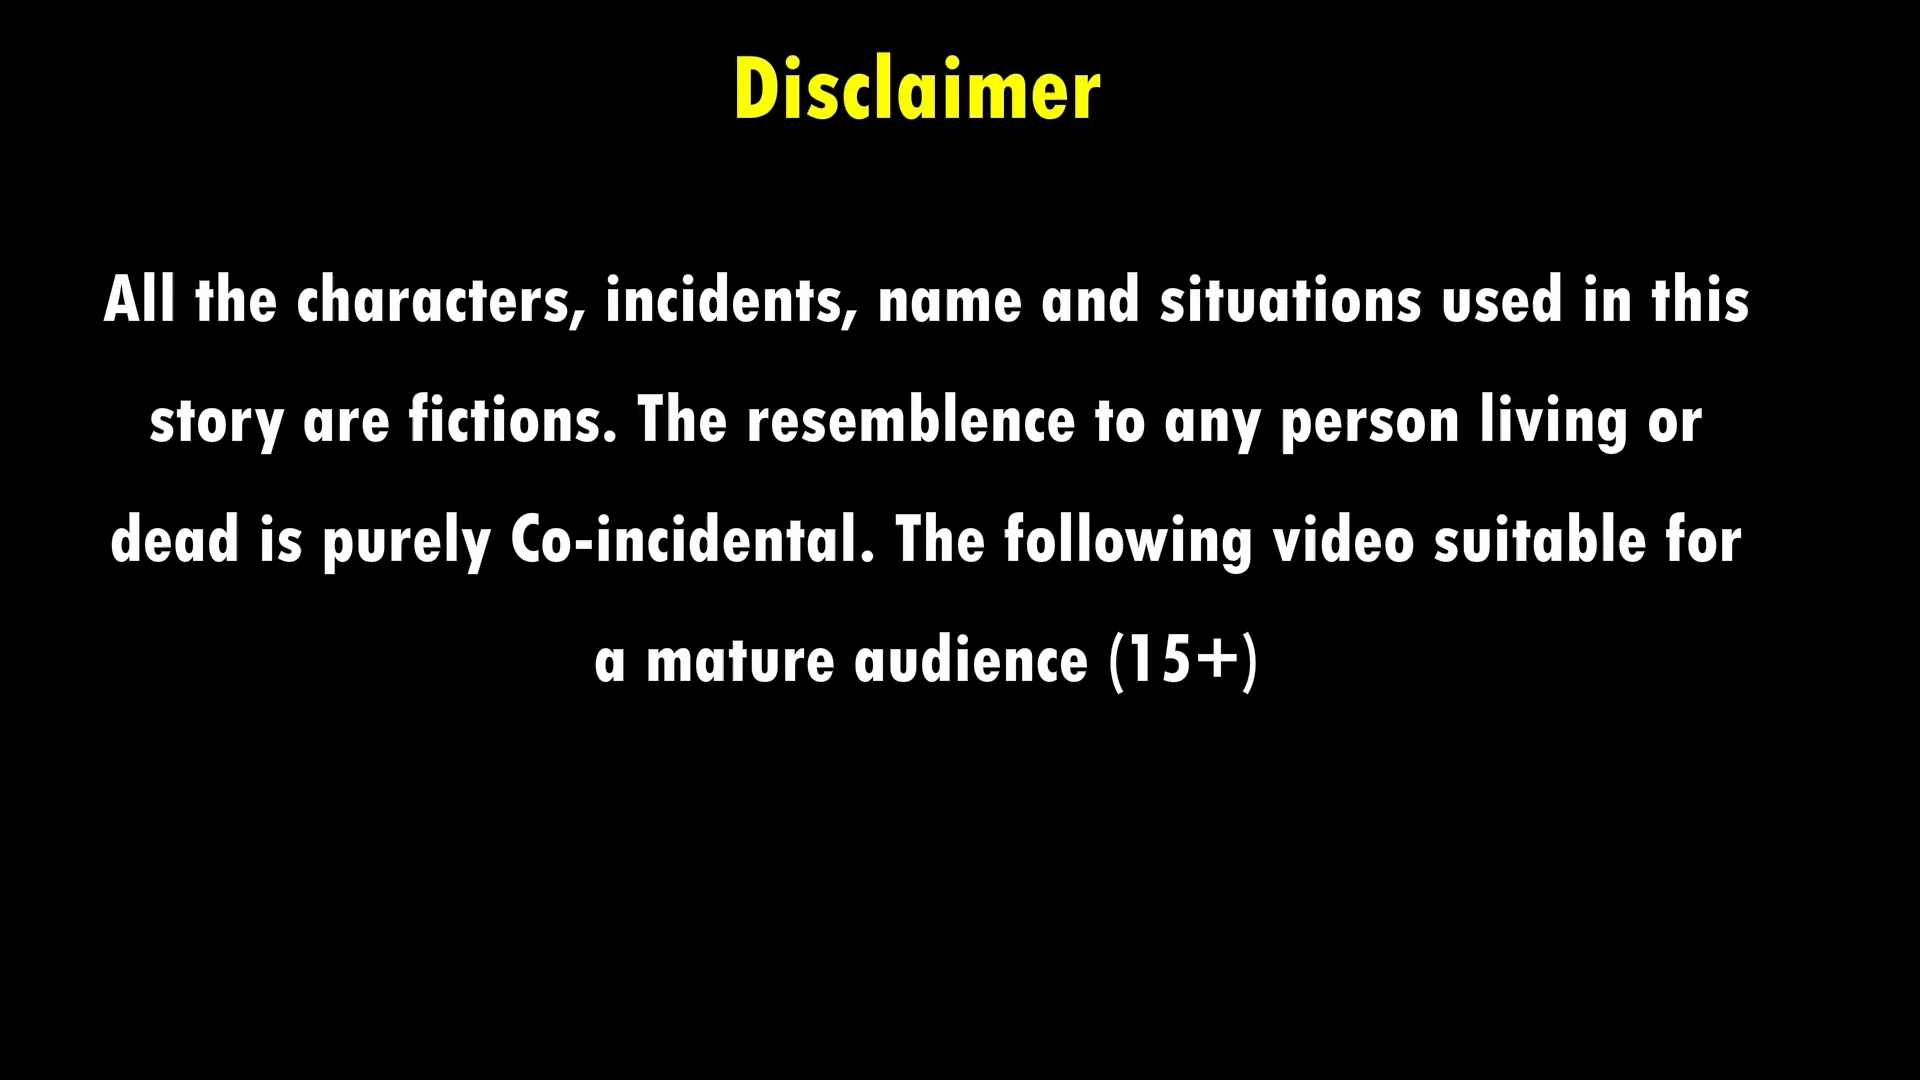 Disclaimer
All the characters, incidents, name and situations used in this
story are fictions. The resemblence to any person living or
dead is purely Co-incidental. The following video suitable for
a mature audience (15+)